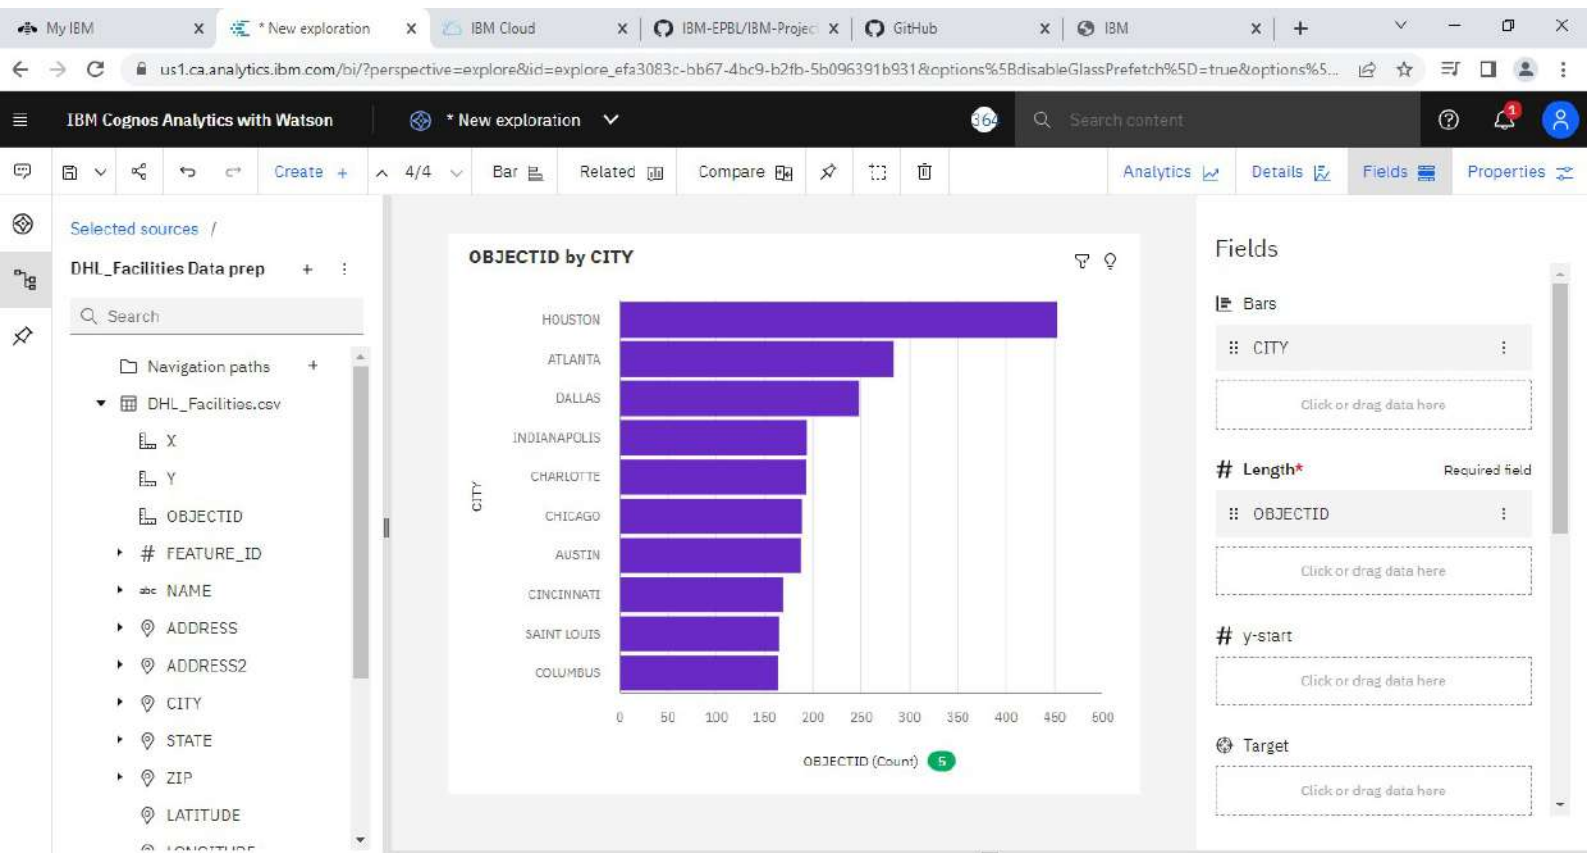 My IBM
* New exploration
IBM Cloud
IBM-EPBL/IBM-Projec
GitHub
IBM
us1.ca.analytics.ibm.com/bi/?perspective=explore&id=explore_efa3083c-bb67-4bc9-b2fb-5b096391b931&options%5BdisableGlassPrefetch%5D=true&options%5...
IBM Cognos Analytics with Watson
* New exploration
364
Search content
1
Create +
4/4
Bar
Related
Compare
Analytics
Details
Fields
Properties
Selected sources /
DHL_Facilities Data prep
Search
Navigation paths
DHL_Facilities.csv
X
Y
OBJECTID
# FEATURE_ID
abc NAME
ADDRESS
ADDRESS2
CITY
STATE
ZIP
LATITUDE
LONGITUDE
OBJECTID by CITY
CITY
HOUSTON
ATLANTA
DALLAS
INDIANAPOLIS
CHARLOTTE
CHICAGO
AUSTIN
CINCINNATI
SAINT LOUIS
COLUMBUS
0 50 100 150 200 250 300 350 400 450 500
OBJECTID (Count) 5
Fields
Bars
CITY
Click or drag data here
# Length* Required field
OBJECTID
Click or drag data here
# y-start
Click or drag data here
Target
Click or drag data here